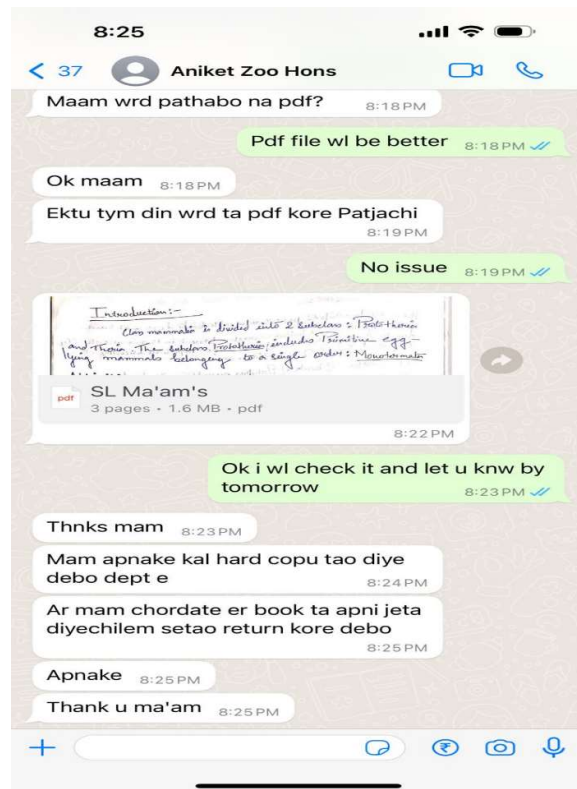 8:25
37 Aniket Zoo Hons
Maam wrd pathabo na pdf? 8:18 PM
Pdf file wl be better 8:18 PM
Ok maam 8:18 PM
Ektu tym din wrd ta pdf kore Patjachi
8:19 PM
No issue 8:19 PM
Introduction:-
Class mammalia is divided into 2 subclass: Prototheria
and Theria. The subclass Prototheria includes Primitive egg-
lying mammals belonging to a single order: Monotremata
pdf
SL Ma'am's
3 pages • 1.6 MB • pdf
8:22 PM
Ok i wl check it and let u knw by
tomorrow 8:23 PM
Thnks mam 8:23 PM
Mam apnake kal hard copu tao diye
debo dept e 8:24 PM
Ar mam chordate er book ta apni jeta
diyechilem setao return kore debo
8:25 PM
Apnake 8:25 PM
Thank u ma'am 8:25 PM